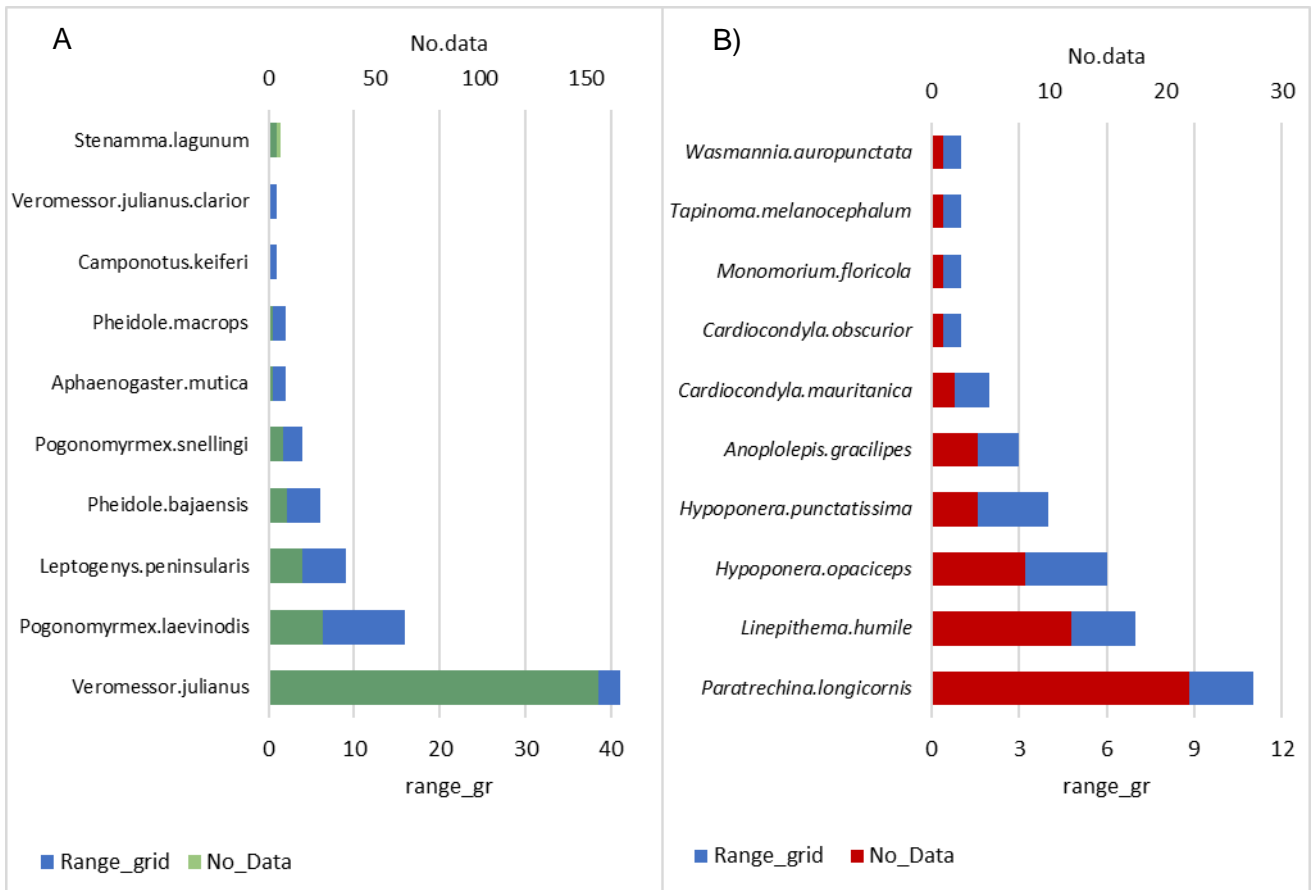 A
No.data
0 50 100 150
Stenamma.lagunum
Veromessor.julianus.clarior
Camponotus.keiferi
Pheidole.macrops
Aphaenogaster.mutica
Pogonomyrmex.snellingi
Pheidole.bajaensis
Leptogenys.peninsularis
Pogonomyrmex.laevinodis
Veromessor.julianus
0 10 20 30 40
range_gr
Range_grid No_Data
B)
No.data
0 10 20 30
Wasmannia.auropunctata
Tapinoma.melanocephalum
Monomorium.floricola
Cardiocondyla.obscurior
Cardiocondyla.mauritanica
Anoplolepis.gracilipes
Hypoponera.punctatissima
Hypoponera.opaciceps
Linepithema.humile
Paratrechina.longicornis
0 3 6 9 12
range_gr
Range_grid No_Data